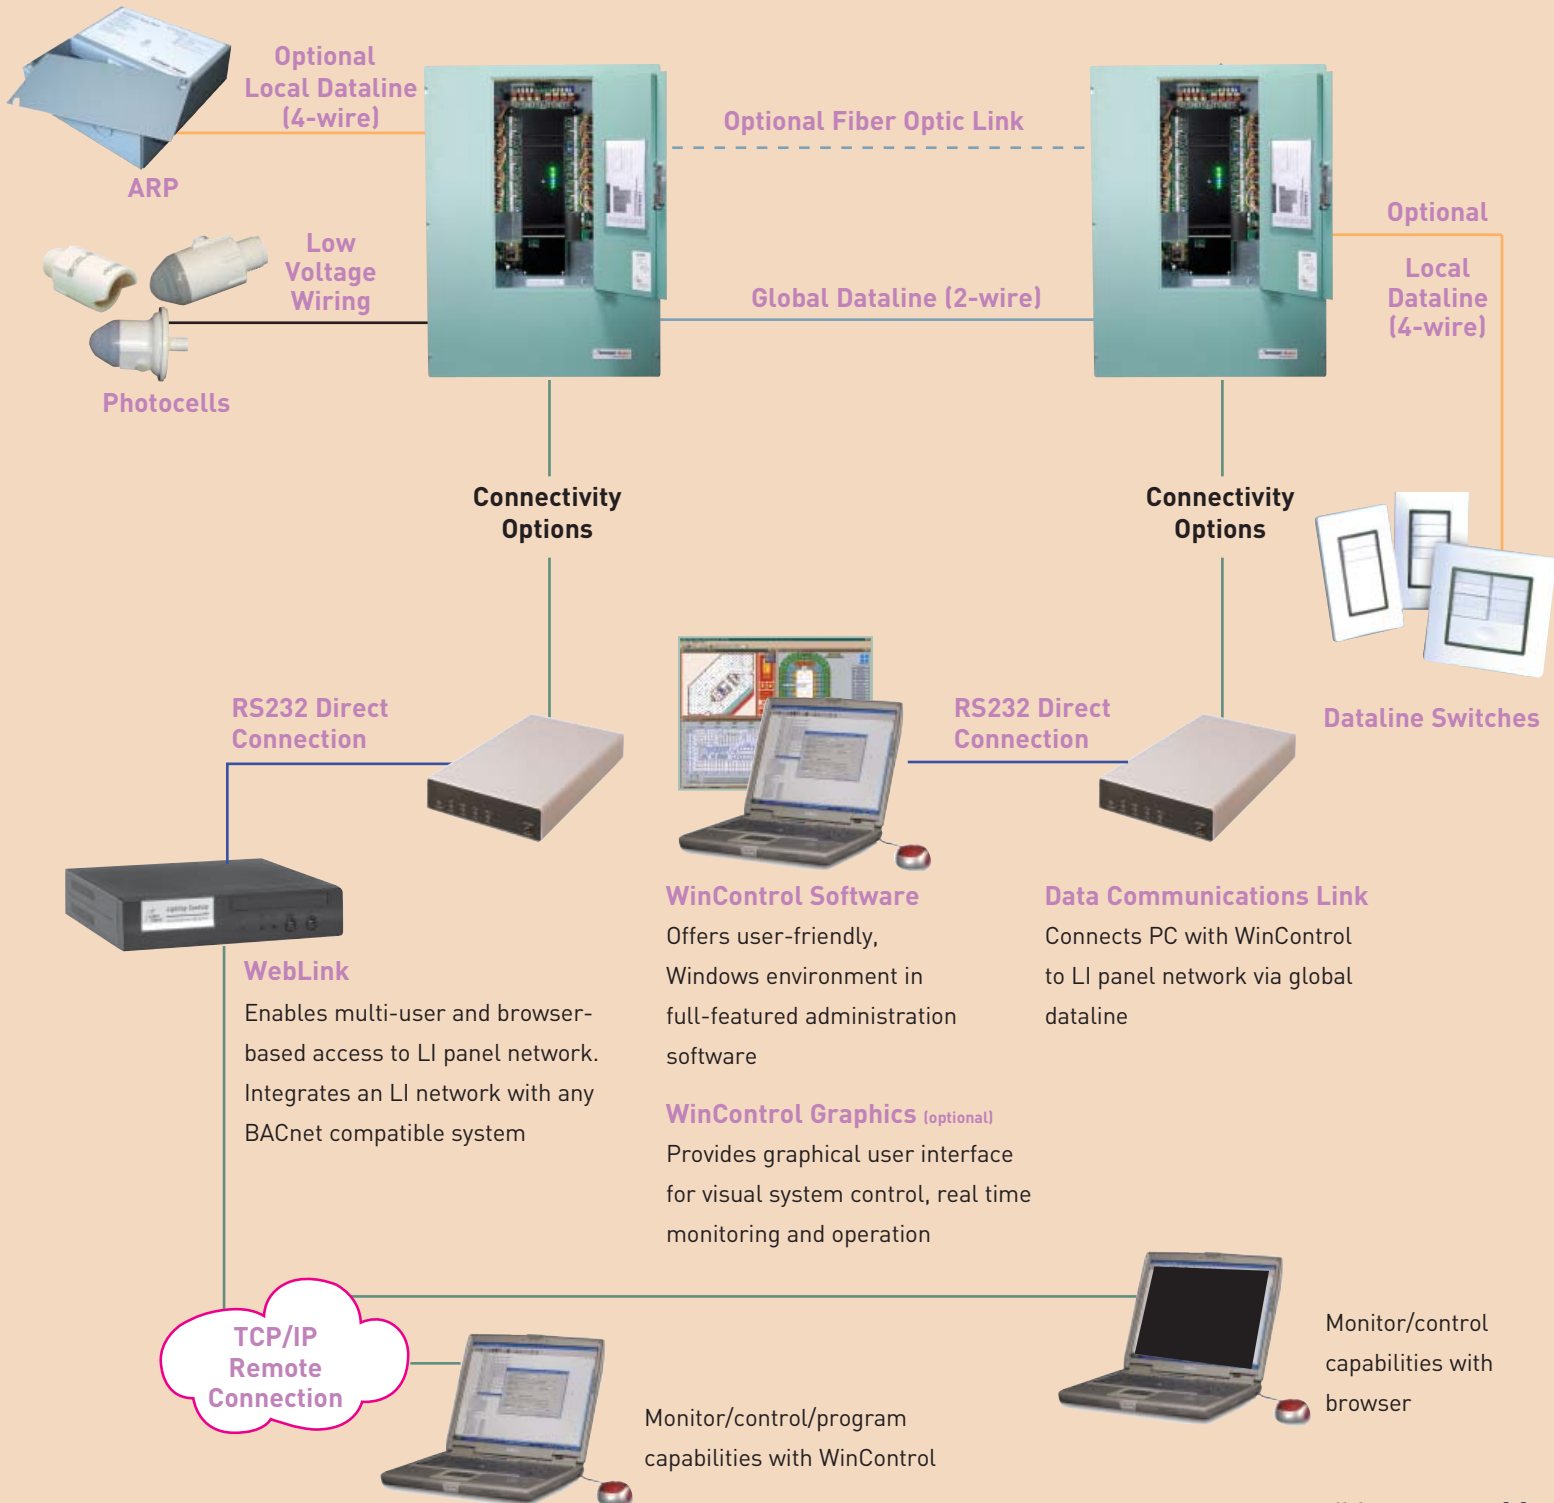 Optional
Local Dataline
(4-wire)
ARP
Optional Fiber Optic Link
Low
Voltage
Wiring
Photocells
Global Dataline (2-wire)
Optional
Local
Dataline
(4-wire)
Connectivity
Options
Connectivity
Options
RS232 Direct
Connection
RS232 Direct
Connection
Dataline Switches
WebLink
Enables multi-user and browser-
based access to LI panel network.
Integrates an LI network with any
BACnet compatible system
WinControl Software
Offers user-friendly,
Windows environment in
full-featured administration
software
WinControl Graphics (optional)
Provides graphical user interface
for visual system control, real time
monitoring and operation
Data Communications Link
Connects PC with WinControl
to LI panel network via global
dataline
TCP/IP
Remote
Connection
Monitor/control/program
capabilities with WinControl
Monitor/control
capabilities with
browser